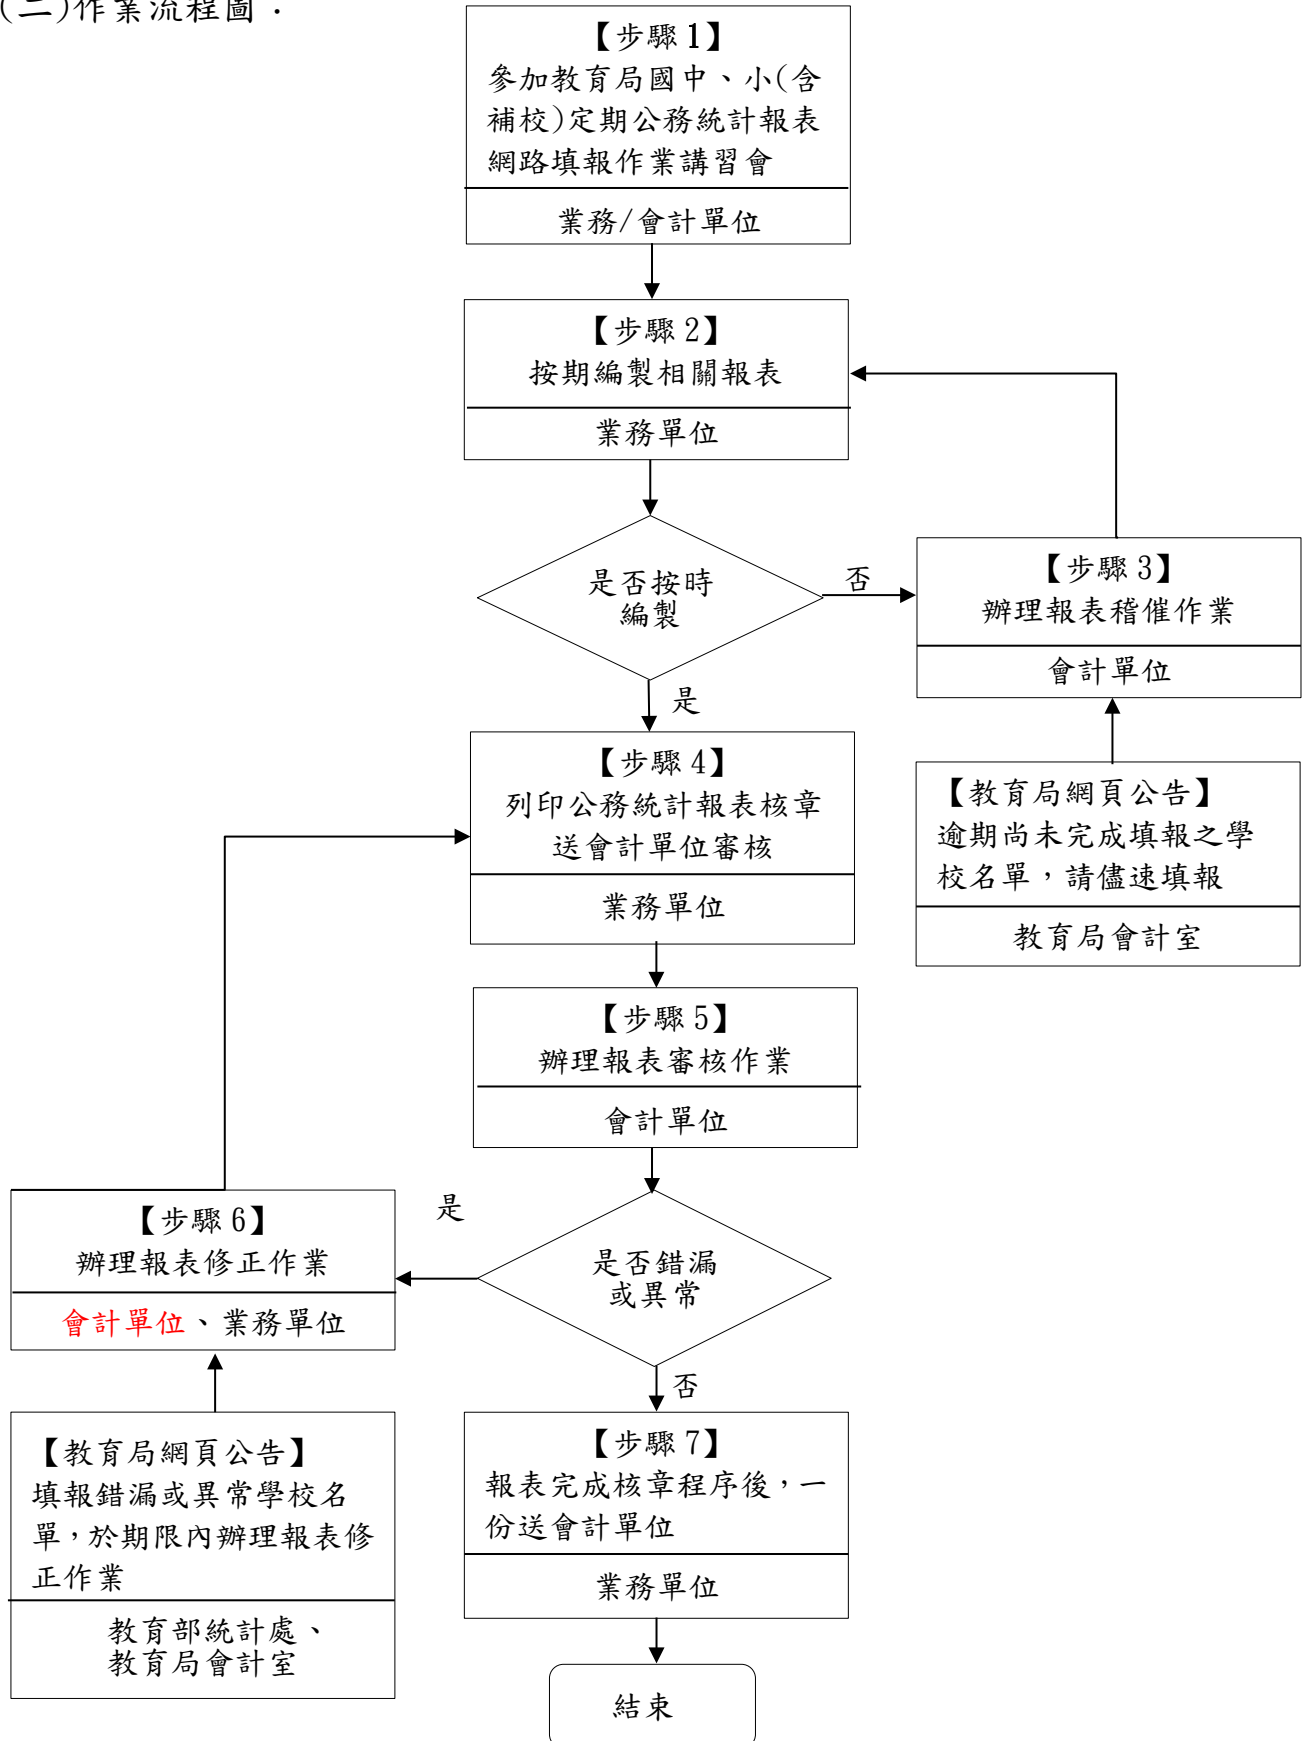 (二)作業流程圖：
【步驟 1】
參加教育局國中、小(含
補校)定期公務統計報表
網路填報作業講習會
業務/會計單位
【步驟 2】
按期編製相關報表
業務單位
是否按時
編製
否
【步驟 3】
辦理報表稽催作業
會計單位
是
【步驟 4】
列印公務統計報表核章
送會計單位審核
業務單位
【教育局網頁公告】
逾期尚未完成填報之學
校名單，請儘速填報
教育局會計室
【步驟 5】
辦理報表審核作業
會計單位
是
是否錯漏
或異常
【步驟 6】
辦理報表修正作業
會計單位、業務單位
否
【教育局網頁公告】
填報錯漏或異常學校名
單，於期限內辦理報表修
正作業
教育部統計處、
教育局會計室
【步驟 7】
報表完成核章程序後，一
份送會計單位
業務單位
結束